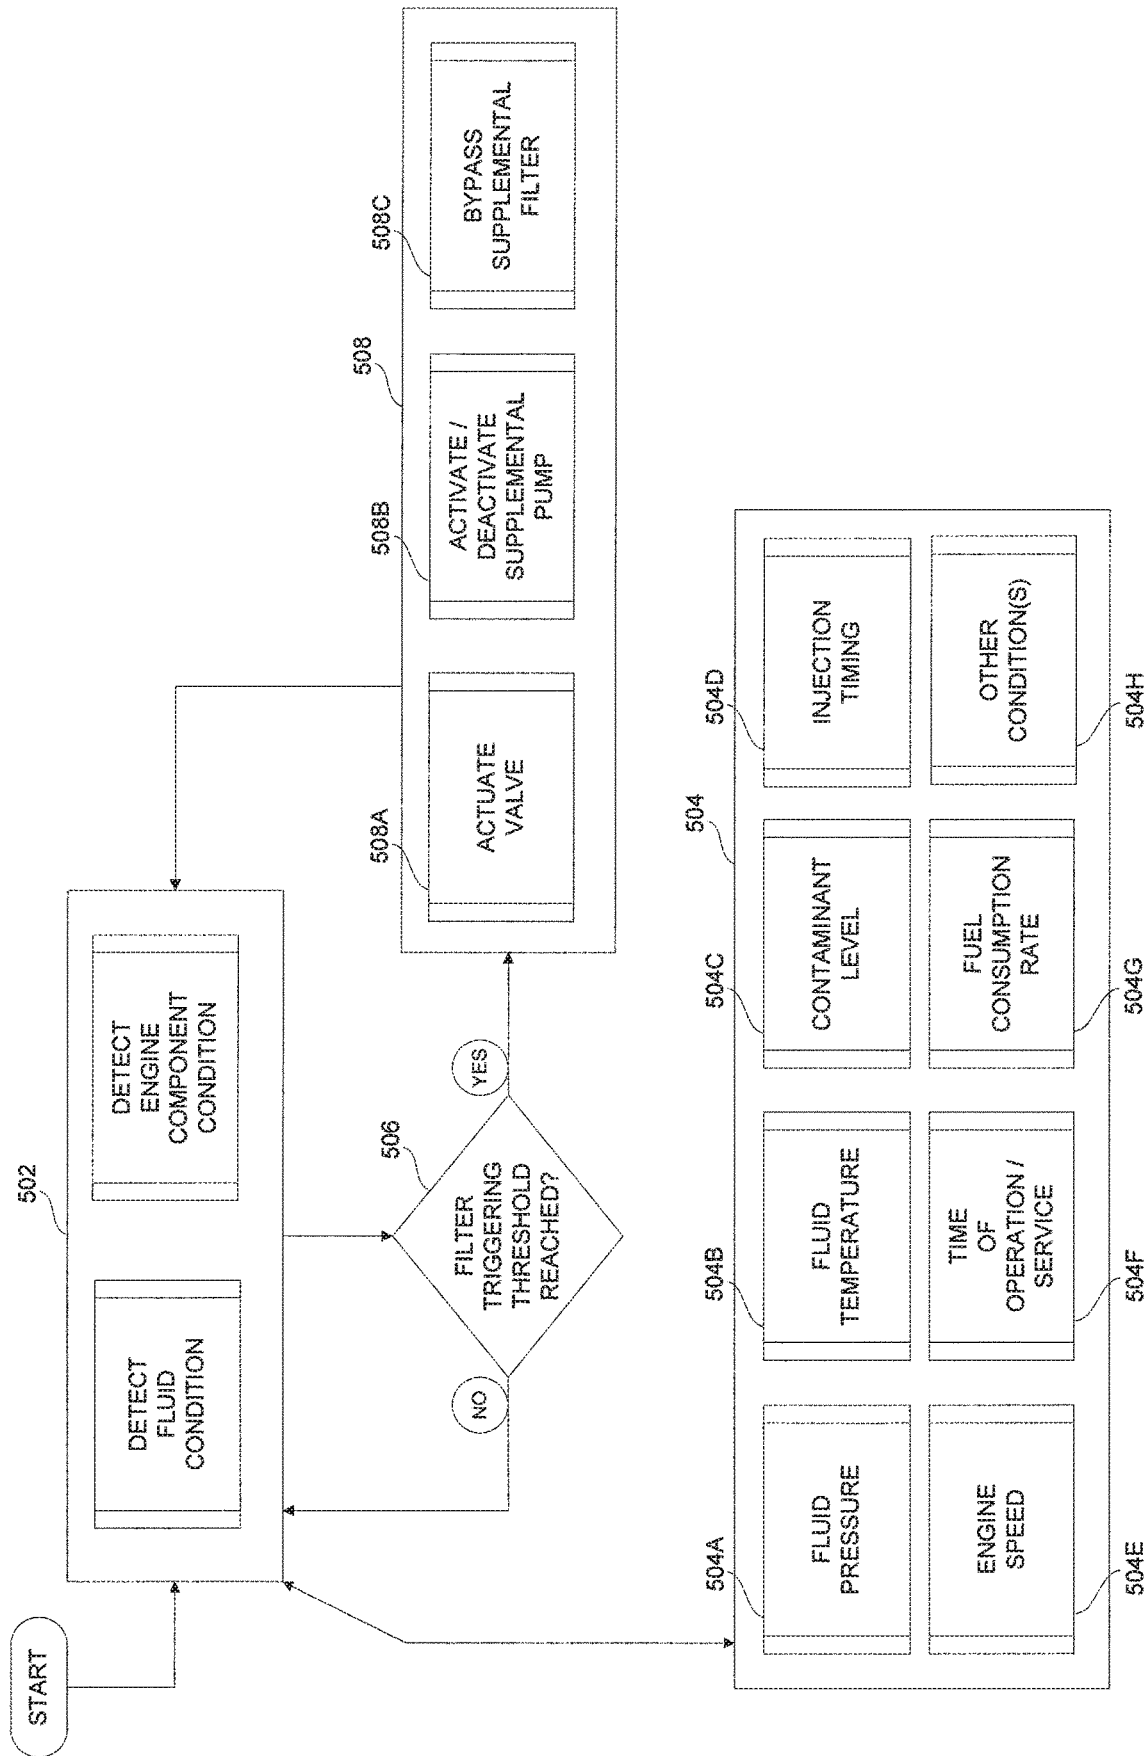 START
502
DETECT
FLUID
CONDITION
DETECT
ENGINE
COMPONENT
CONDITION
506
FILTER
TRIGGERING
THRESHOLD
REACHED?
NO
YES
508
508A
ACTUATE
VALVE
508B
ACTIVATE /
DEACTIVATE
SUPPLEMENTAL
PUMP
508C
BYPASS
SUPPLEMENTAL
FILTER
504
504A
FLUID
PRESSURE
504B
FLUID
TEMPERATURE
504C
CONTAMINANT
LEVEL
504D
INJECTION
TIMING
ENGINE
SPEED
504E
TIME
OF
OPERATION /
SERVICE
504F
FUEL
CONSUMPTION
RATE
504G
OTHER
CONDITION(S)
504H